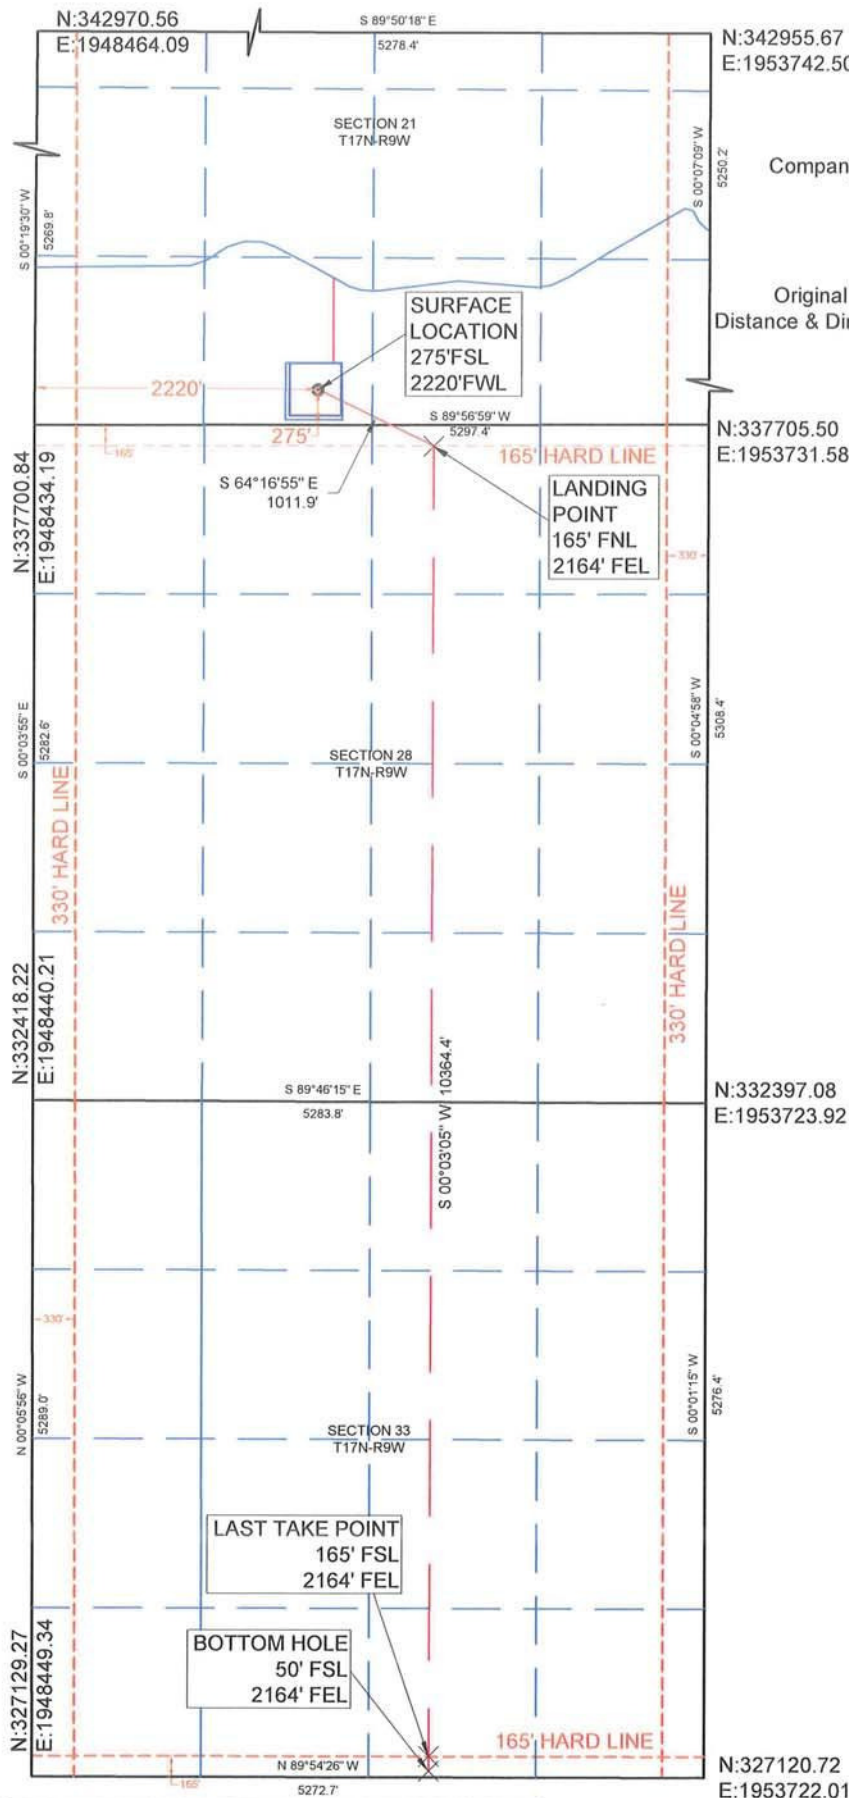 N:342970.56
E:1948464.09
S 89°50'18" E
5278.4'
N:342955.67
E:1953742.50
SECTION 21
T17N-R9W
S 00°07'09" W
5250.2'
Compan
S 00°19'30" W
5269.8'
Original
Distance & Dir
SURFACE
LOCATION
275'FSL
2220'FWL
2220'
275'
S 89°56'59" W
5297.4'
N:337705.50
E:1953731.58
165'
165' HARD LINE
N:337700.84
E:1948434.19
S 64°16'55" E
1011.9'
LANDING
POINT
165' FNL
2164' FEL
330'
S 00°03'55" E
5282.6'
S 00°04'58" W
5308.4'
SECTION 28
T17N-R9W
330' HARD LINE
330' HARD LINE
N:332418.22
E:1948440.21
S 00°03'05" W 10364.4'
S 89°46'15" E
5283.8'
N:332397.08
E:1953723.92
330'
N 00°05'56" W
5289.0'
S 00°01'15" W
5276.4'
SECTION 33
T17N-R9W
LAST TAKE POINT
165' FSL
2164' FEL
BOTTOM HOLE
50' FSL
2164' FEL
N:327129.27
E:1948449.34
165' HARD LINE
165'
N 89°54'26" W
5272.7'
N:327120.72
E:1953722.01